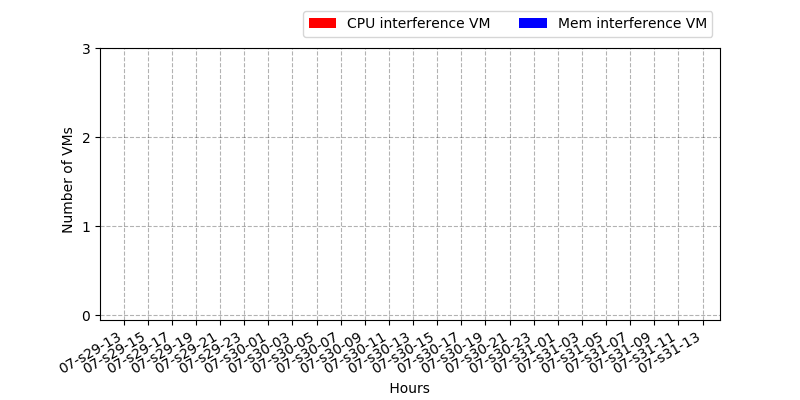 CPU interference VM Mem interference VM
3
2
1
0
Number of VMs
07-s29-13
07-s29-15
07-s29-17
07-s29-19
07-s29-21
07-s29-23
07-s30-01
07-s30-03
07-s30-05
07-s30-07
07-s30-09
07-s30-11
07-s30-13
07-s30-15
07-s30-17
07-s30-19
07-s30-21
07-s30-23
07-s31-01
07-s31-03
07-s31-05
07-s31-07
07-s31-09
07-s31-11
07-s31-13
Hours